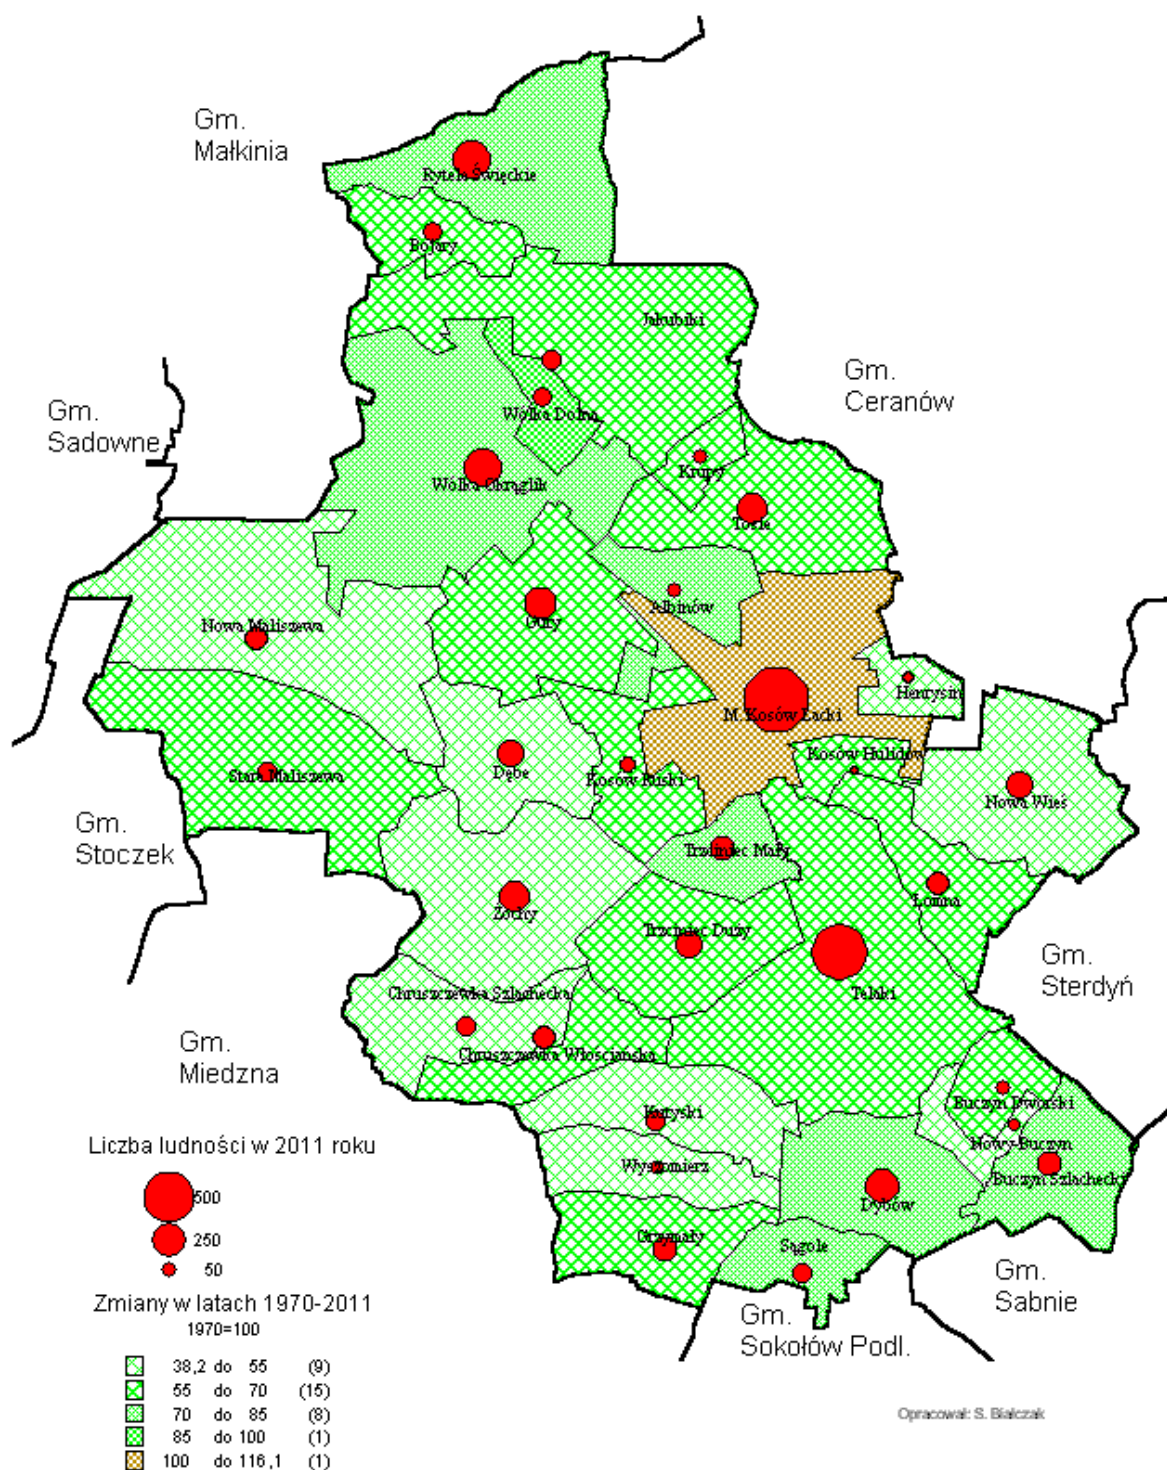 Gm.
Małkinia
Rytele Święckie
Bojary
Jakubiki
Gm.
Ceranów
Gm.
Sadowne
Wólka Dolna
Wólka Okrąglik
Krupy
Tosie
Albinów
Guty
Nowa Maliszewa
Henrysin
M. Kosów Lacki
Kosów Hulidów
Stara Maliszewa
Dębe
Kosów Ruski
Nowa Wieś
Gm.
Stoczek
Trzciniec Mały
Łomna
Żochy
Trzciniec Duży
Gm.
Sterdyń
Telaki
Chruszczewka Szlachecka
Gm.
Miedzna
Chruszczewka Włościańska
Buczyn Dworski
Kutyski
Nowy Buczyn
Wyszomierz
Buczyn Szlachecki
Dybów
Grzymały
Sągole
Gm.
Sabnie
Gm.
Sokołów Podl.
Liczba ludności w 2011 roku
500
250
50
Zmiany w latach 1970-2011
1970=100
38,2 do 55 (9)
55 do 70 (15)
70 do 85 (8)
85 do 100 (1)
100 do 116,1 (1)
Opracował: S. Białczak